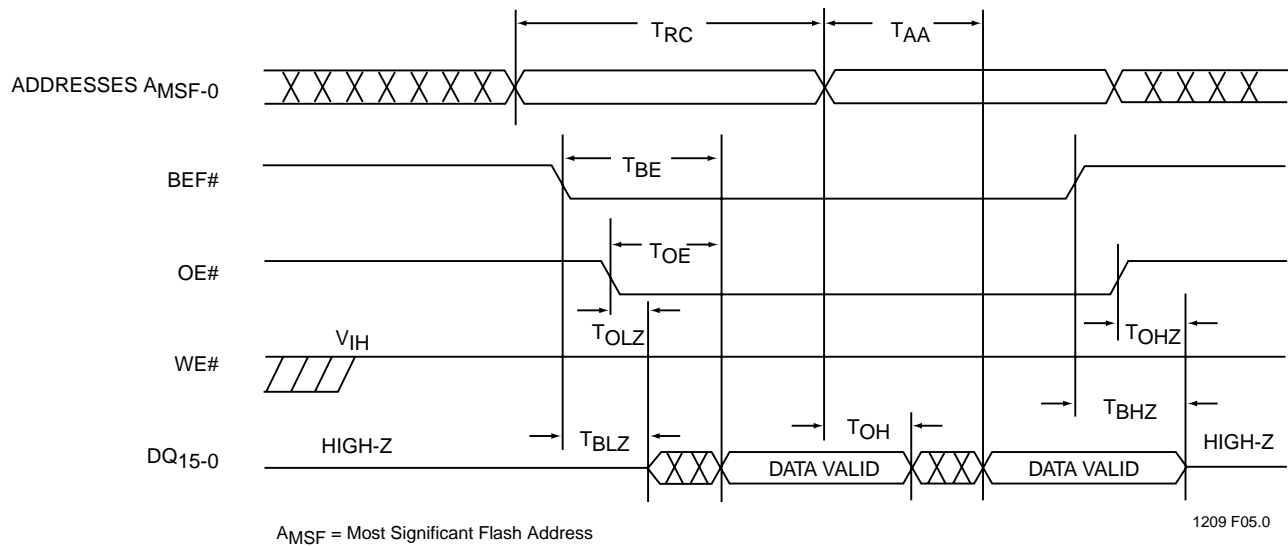 TRC TAA
ADDRESSES AMSF-0
TBE
BEF#
TOE
OE#
TOLZ TOHZ
VIH
WE#
TBHZ
TBLZ TOH
HIGH-Z HIGH-Z
DQ15-0 DATA VALID DATA VALID
1209 F05.0
AMSF = Most Significant Flash Address